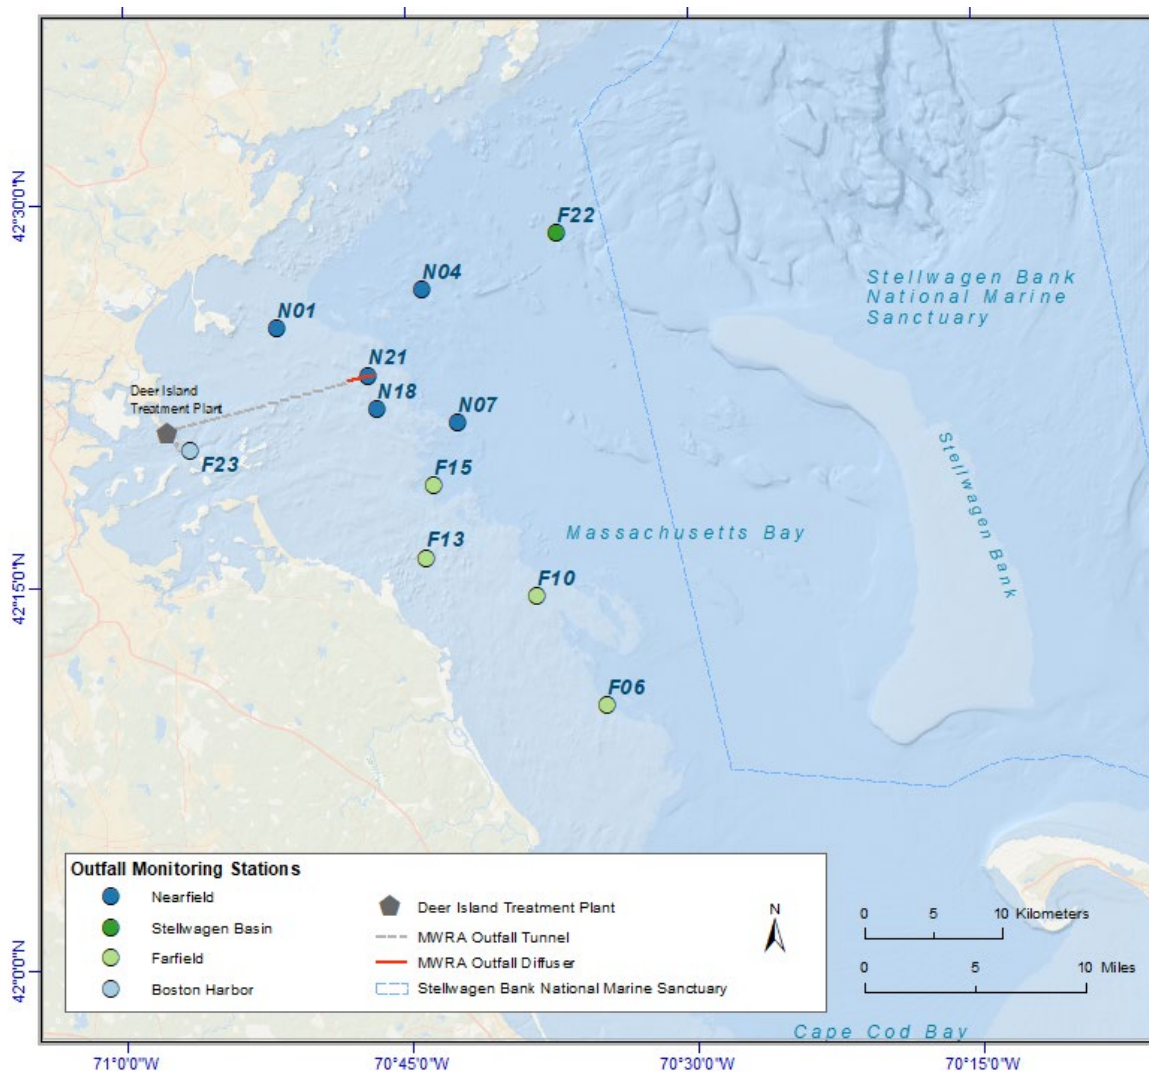 F22
42°30'0"N
Stellwagen Bank
National Marine
Sanctuary
N04
N01
N21
Deer Island
Treatment Plant
N18
N07
F23
F15
Stellwagen Bank
Massachusetts Bay
F13
F10
42°15'0"N
F06
Outfall Monitoring Stations
Nearfield
Stellwagen Basin
Farfield
Boston Harbor
Deer Island Treatment Plant
MWRA Outfall Tunnel
MWRA Outfall Diffuser
Stellwagen Bank National Marine Sanctuary
N
0 5 10 Kilometers
0 5 10 Miles
42°0'0"N
Cape Cod Bay
71°0'0"W 70°45'0"W 70°30'0"W 70°15'0"W